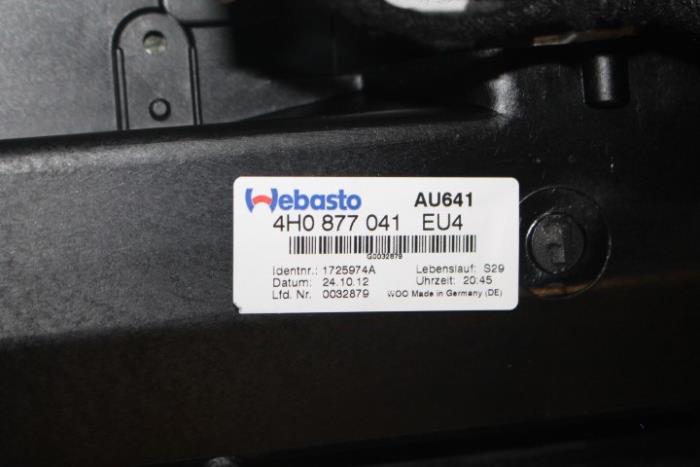 Webasto AU641
4H0 877 041 EU4
G0032879
Identnr.: 1725974A Lebenslauf: S29
Datum: 24.10.12 Uhrzeit: 20:45
Lfd. Nr. 0032879 WOO Made in Germany (DE)